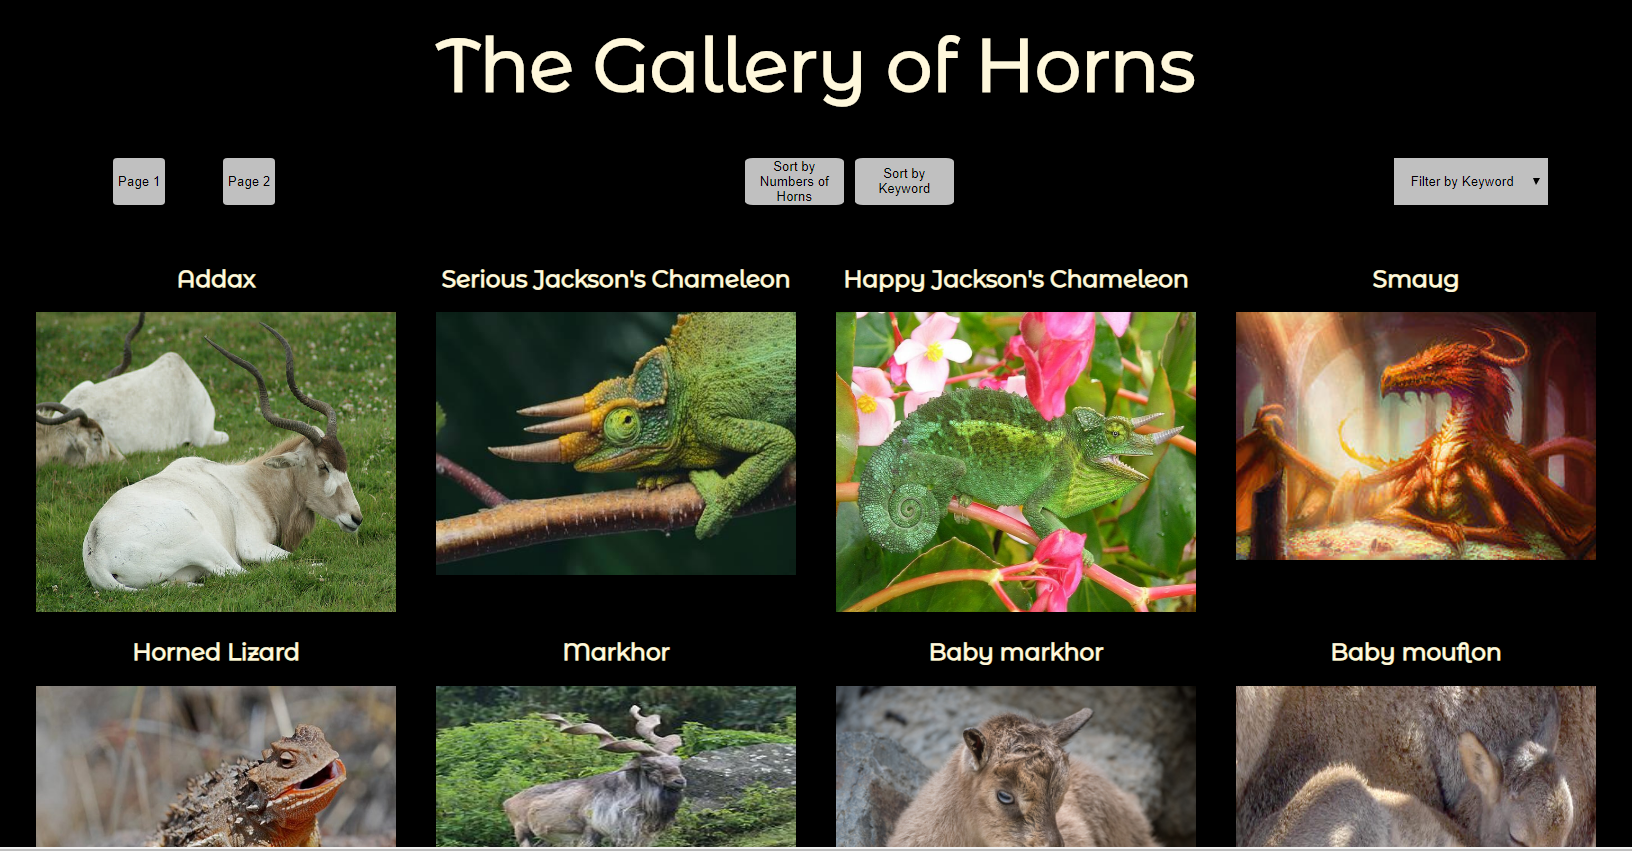 The Gallery of Horns
Page 1
Page 2
Sort by
Numbers of
Horns
Sort by
Keyword
Filter by Keyword
Addax
Serious Jackson's Chameleon
Happy Jackson's Chameleon
Smaug
Horned Lizard
Markhor
Baby markhor
Baby mouflon